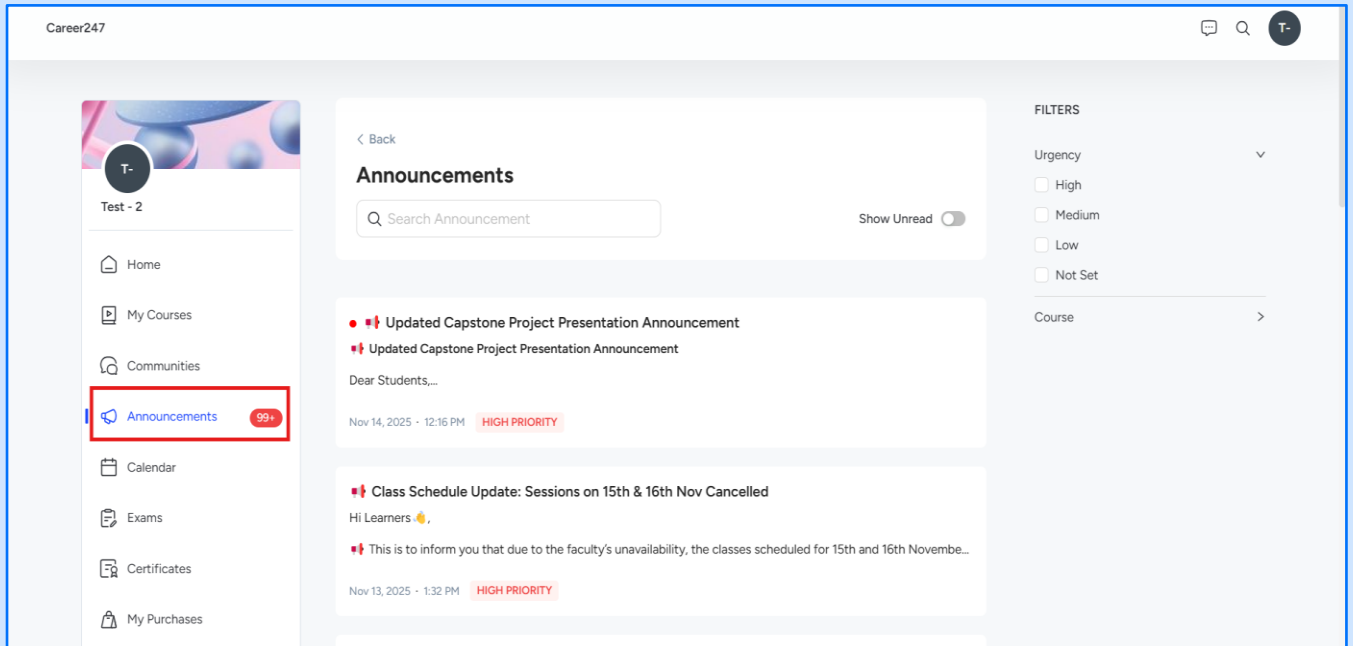 Career247
T-
T-
Test - 2
Home
My Courses
Communities
Announcements 99+
Calendar
Exams
Certificates
My Purchases
Back
Announcements
Search Announcement
Show Unread
Updated Capstone Project Presentation Announcement
Updated Capstone Project Presentation Announcement
Dear Students,...
Nov 14, 2025 • 12:16 PM HIGH PRIORITY
Class Schedule Update: Sessions on 15th & 16th Nov Cancelled
Hi Learners 👋,
This is to inform you that due to the faculty's unavailability, the classes scheduled for 15th and 16th Novembe...
Nov 13, 2025 • 1:32 PM HIGH PRIORITY
FILTERS
Urgency
High
Medium
Low
Not Set
Course